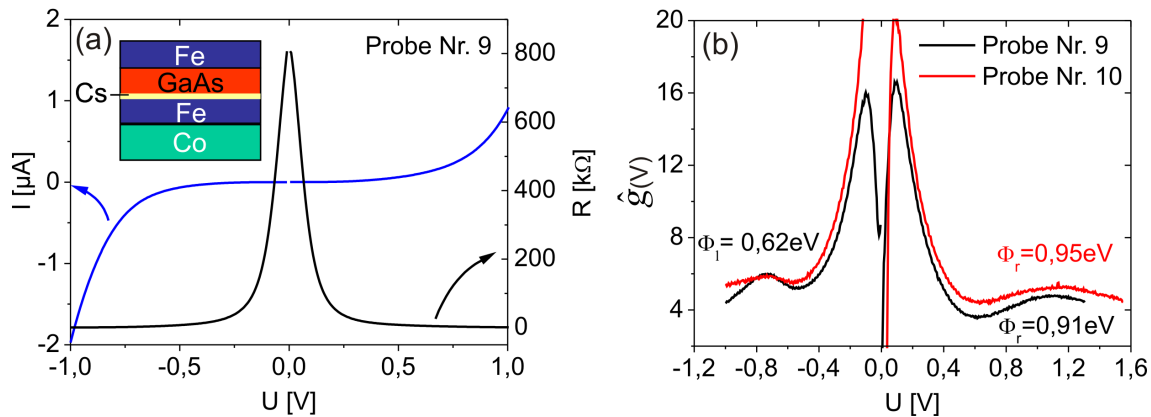 (a)
Probe Nr. 9
Fe
GaAs
Cs
Fe
Co
2
1
0
-1
-2
I [µA]
800
600
400
200
0
R [kΩ]
-1,0
-0,5
0,0
0,5
1,0
U [V]
(b)
Probe Nr. 9
Probe Nr. 10
20
16
12
8
4
ĝ(V)
Φl= 0,62eV
Φr=0,95eV
Φr=0,91eV
-1,2
-0,8
-0,4
0,0
0,4
0,8
1,2
1,6
U [V]